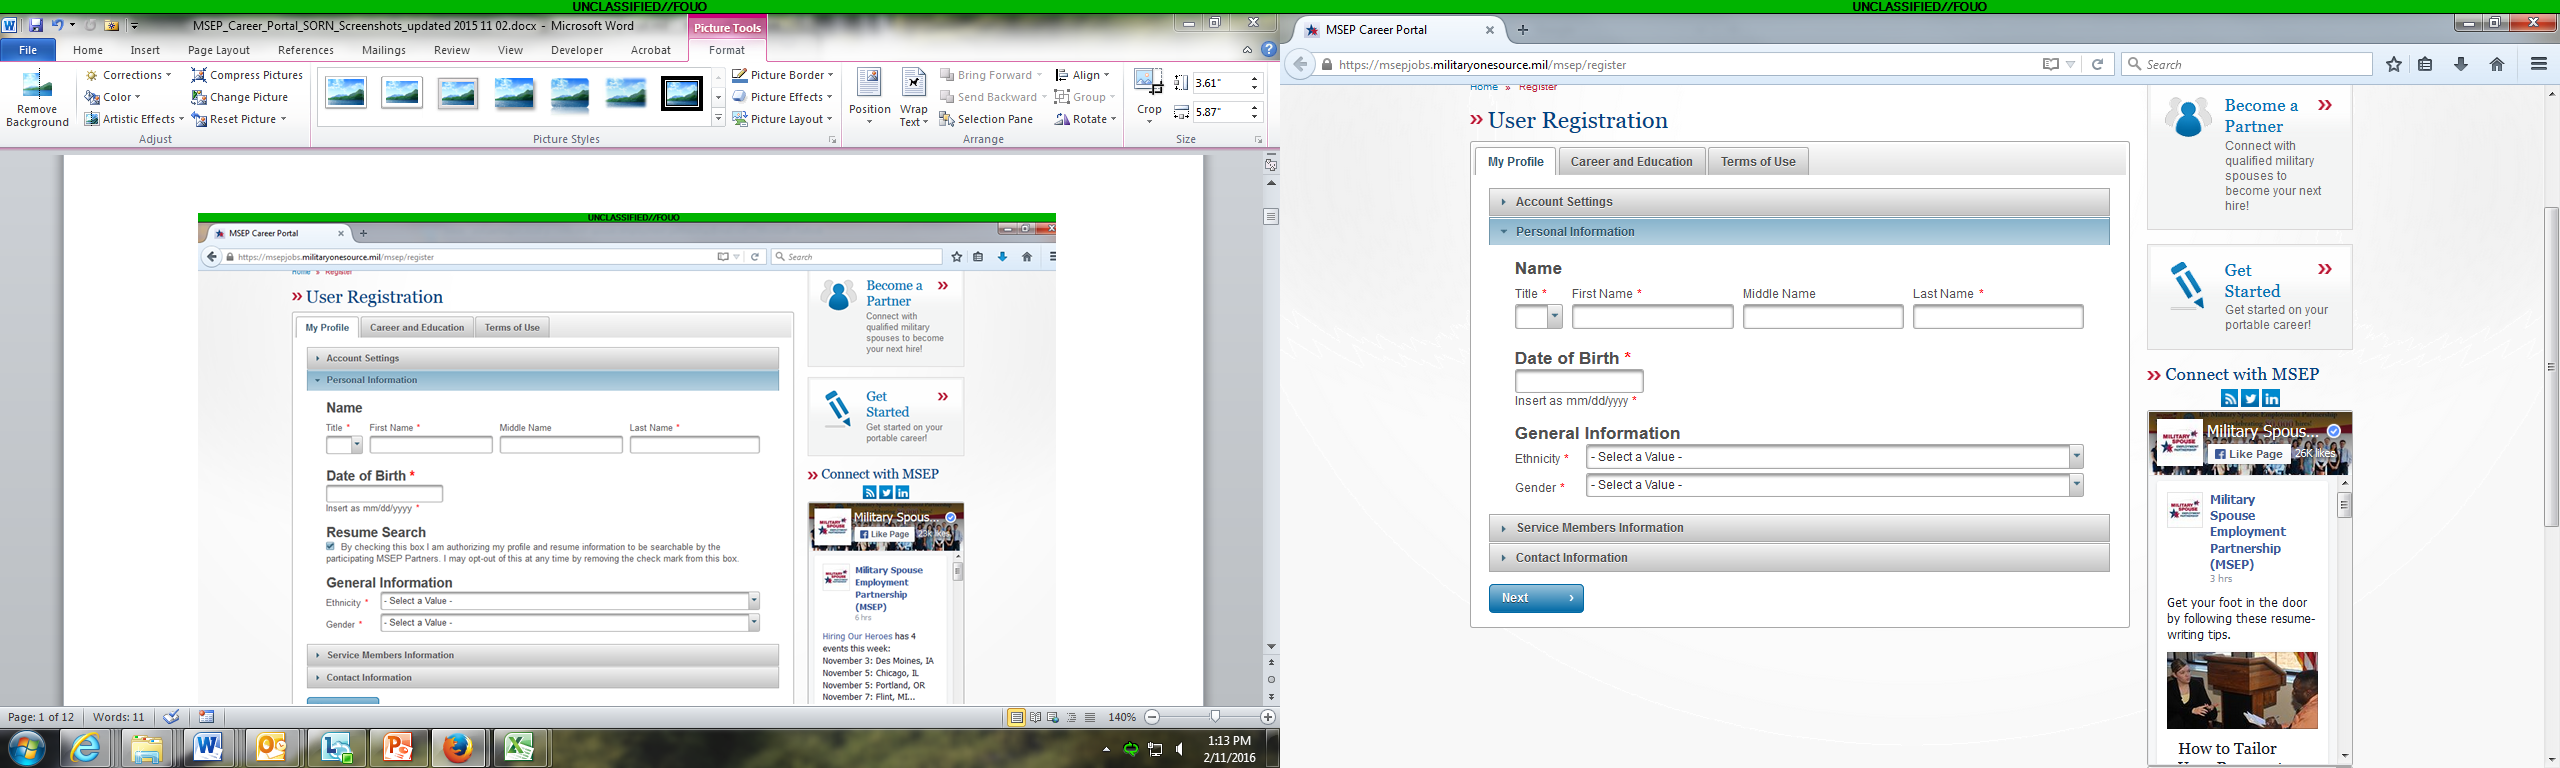 UNCLASSIFIED//FOUO
MSEP_Career_Portal_SORN_Screenshots_updated 2015 11 02.docx - Microsoft Word
Picture Tools
File Home Insert Page Layout References Mailings Review View Developer Acrobat Format
Remove Background
Corrections
Color
Artistic Effects
Compress Pictures
Change Picture
Reset Picture
Adjust
Picture Styles
Picture Border
Picture Effects
Picture Layout
Position
Wrap Text
Bring Forward
Send Backward
Selection Pane
Align
Group
Rotate
Arrange
Crop
3.61"
5.87"
Size
UNCLASSIFIED//FOUO
MSEP Career Portal
https://msepjobs.militaryonesource.mil/msep/register
Search
Home » Register
User Registration
My Profile Career and Education Terms of Use
Account Settings
Personal Information
Name
Title * First Name * Middle Name Last Name *
Date of Birth *
Insert as mm/dd/yyyy *
Resume Search
By checking this box I am authorizing my profile and resume information to be searchable by the
participating MSEP Partners. I may opt-out of this at any time by removing the check mark from this box.
General Information
Ethnicity * - Select a Value -
Gender * - Select a Value -
Service Members Information
Contact Information
Become a
Partner
Connect with
qualified military
spouses to become
your next hire!
Get
Started
Get started on your
portable career!
Connect with MSEP
MILITARY SPOUSE
Military Spous...
Like Page
23k likes
Military Spouse
Employment
Partnership
(MSEP)
6 hrs
Hiring Our Heroes has 4
events this week:
November 3: Des Moines, IA
November 5: Chicago, IL
November 5: Portland, OR
November 7: Flint, MI...
Page: 1 of 12 Words: 11
140%
1:13 PM
2/11/2016
UNCLASSIFIED//FOUO
MSEP Career Portal
https://msepjobs.militaryonesource.mil/msep/register
Search
Home » Register
User Registration
My Profile Career and Education Terms of Use
Account Settings
Personal Information
Name
Title * First Name * Middle Name Last Name *
Date of Birth *
Insert as mm/dd/yyyy *
General Information
Ethnicity * - Select a Value -
Gender * - Select a Value -
Service Members Information
Contact Information
Next
Become a
Partner
Connect with
qualified military
spouses to
become your next
hire!
Get
Started
Get started on your
portable career!
Connect with MSEP
MILITARY SPOUSE
Military Spous...
Like Page
26K likes
Military
Spouse
Employment
Partnership
(MSEP)
3 hrs
Get your foot in the door
by following these resume-
writing tips.
How to Tailor